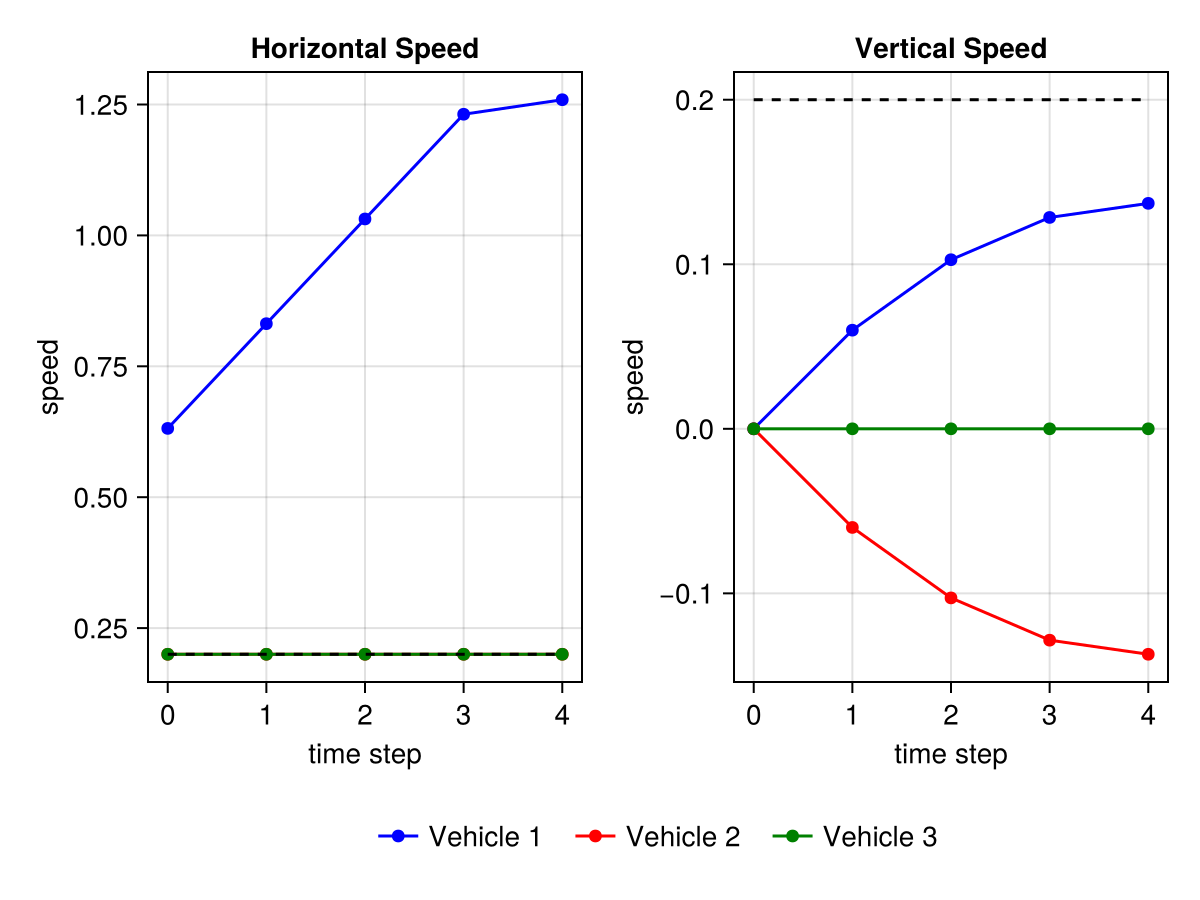 Horizontal Speed
Vertical Speed
speed
1.25
1.00
0.75
0.50
0.25
0 1 2 3 4
time step
speed
0.2
0.1
0.0
−0.1
0 1 2 3 4
time step
Vehicle 1 Vehicle 2 Vehicle 3